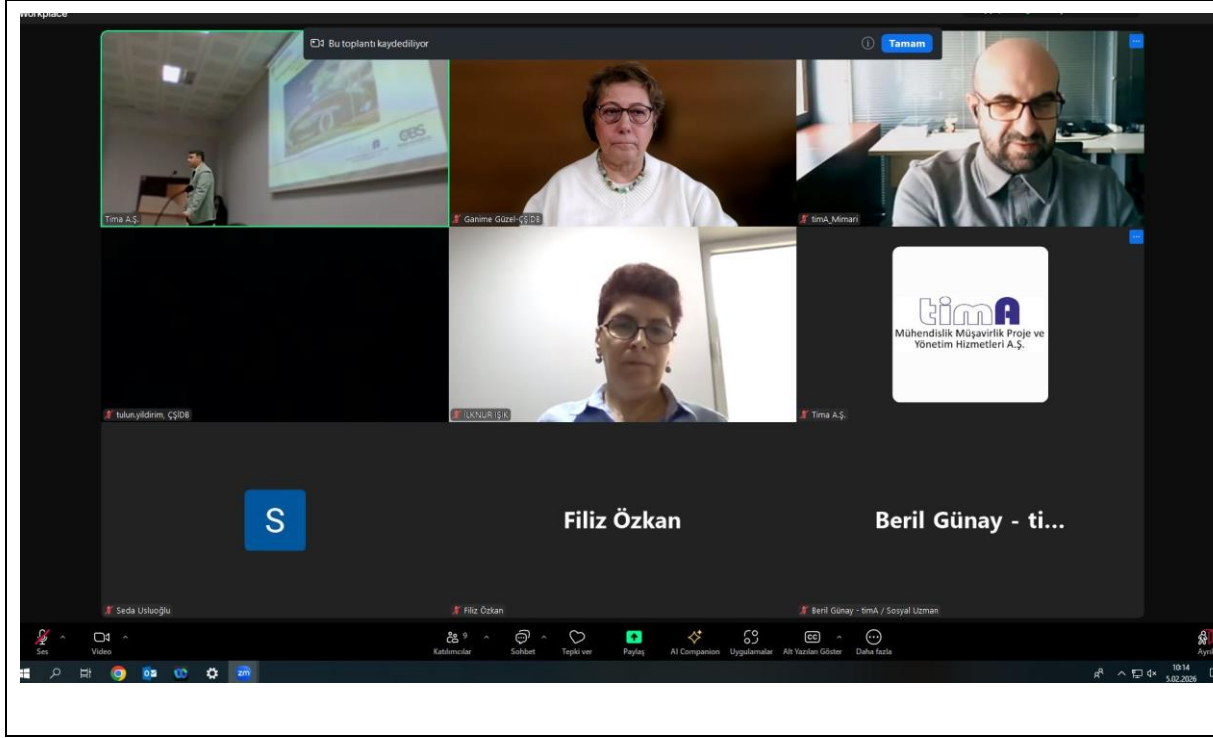 Workplace
Bu toplantı kaydediliyor
Tamam
CBS
Tima A.Ş.
Ganime Güzel-ÇŞİDB
timA_Mimari
timA
Mühendislik Müşavirlik Proje ve
Yönetim Hizmetleri A.Ş.
tulun.yildirim, ÇŞİDB
İLKNUR IŞIK
Tima A.Ş.
S
Filiz Özkan
Beril Günay - ti...
Seda Usluoğlu
Filiz Özkan
Beril Günay - timA / Sosyal Uzman
Ses
Video
9
Katılımcılar
Sohbet
Tepki ver
Paylaş
AI Companion
Uygulamalar
CC
Alt Yazıları Göster
Daha fazla
zm
10:14
5.02.2026